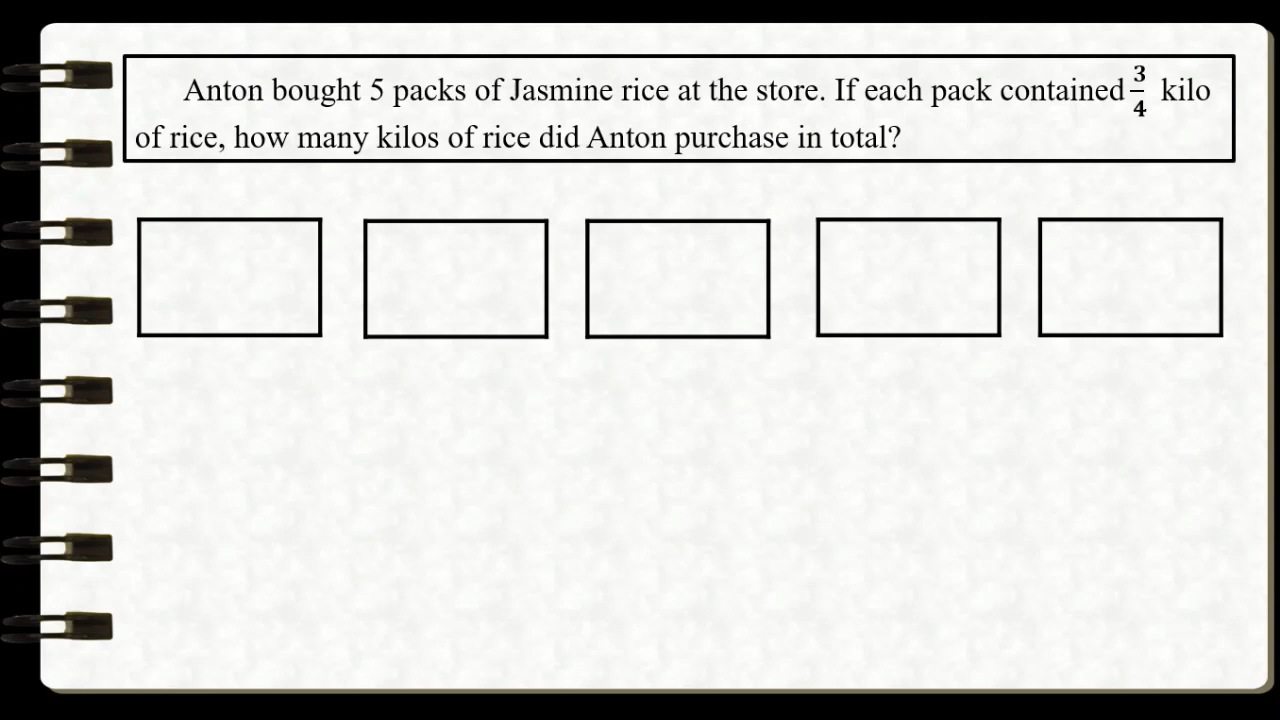 Anton bought 5 packs of Jasmine rice at the store. If each pack contained 3/4 kilo
of rice, how many kilos of rice did Anton purchase in total?